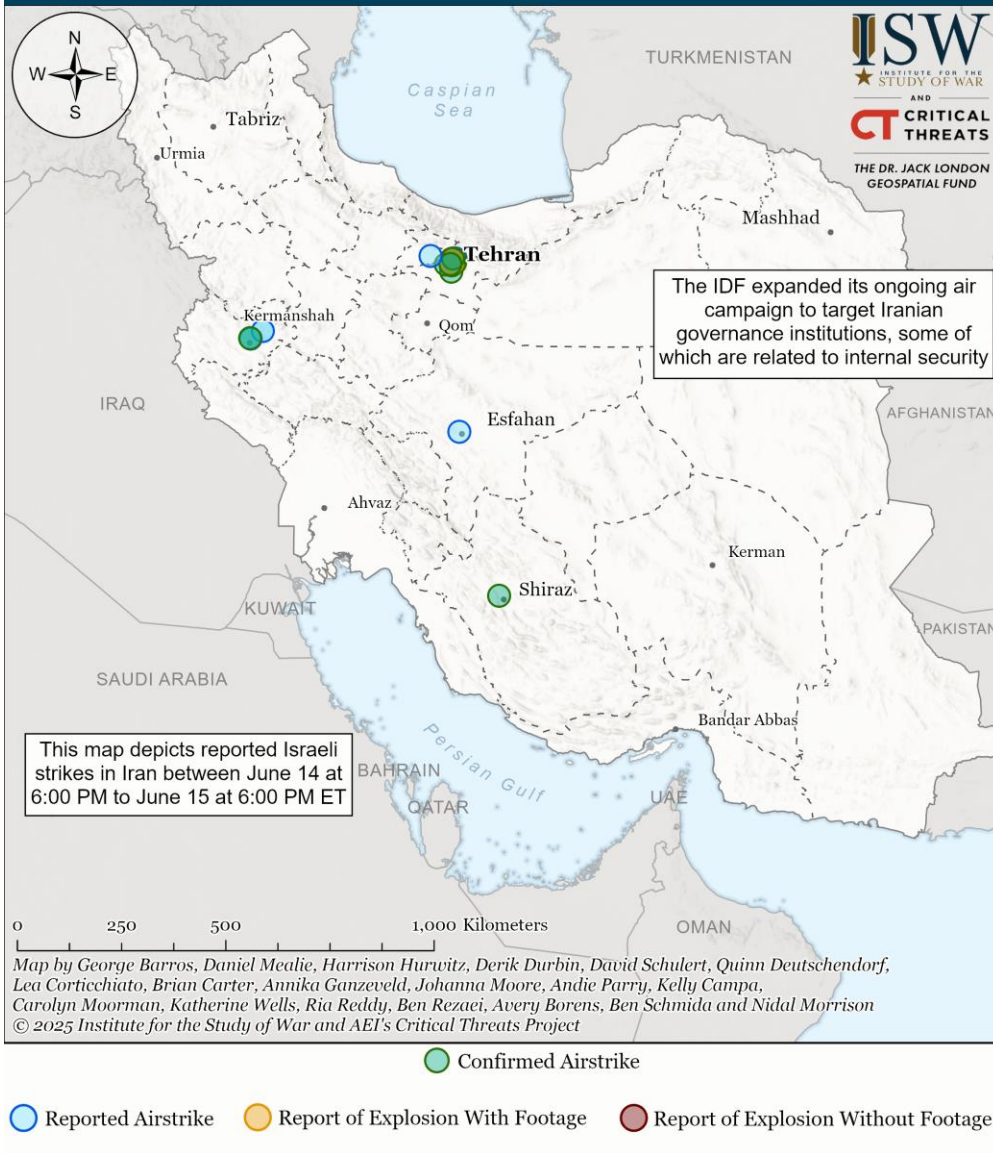 N
W
E
S
ISW
INSTITUTE FOR THE
STUDY OF WAR
AND
CT CRITICAL
THREATS
THE DR. JACK LONDON
GEOSPATIAL FUND
TURKMENISTAN
Caspian
Sea
Tabriz
Urmia
Mashhad
Tehran
The IDF expanded its ongoing air
campaign to target Iranian
governance institutions, some of
which are related to internal security
Kermanshah
Qom
IRAQ
Esfahan
AFGHANISTAN
Ahvaz
Kerman
Shiraz
KUWAIT
PAKISTAN
SAUDI ARABIA
Bandar Abbas
This map depicts reported Israeli
strikes in Iran between June 14 at
6:00 PM to June 15 at 6:00 PM ET
Persian Gulf
BAHRAIN
QATAR
UAE
OMAN
0 250 500 1,000 Kilometers
Map by George Barros, Daniel Mealie, Harrison Hurwitz, Derik Durbin, David Schulert, Quinn Deutschendorf,
Lea Corticchiato, Brian Carter, Annika Ganzeveld, Johanna Moore, Andie Parry, Kelly Campa,
Carolyn Moorman, Katherine Wells, Ria Reddy, Ben Rezaei, Avery Borens, Ben Schmida and Nidal Morrison
© 2025 Institute for the Study of War and AEI's Critical Threats Project
Confirmed Airstrike
Reported Airstrike
Report of Explosion With Footage
Report of Explosion Without Footage